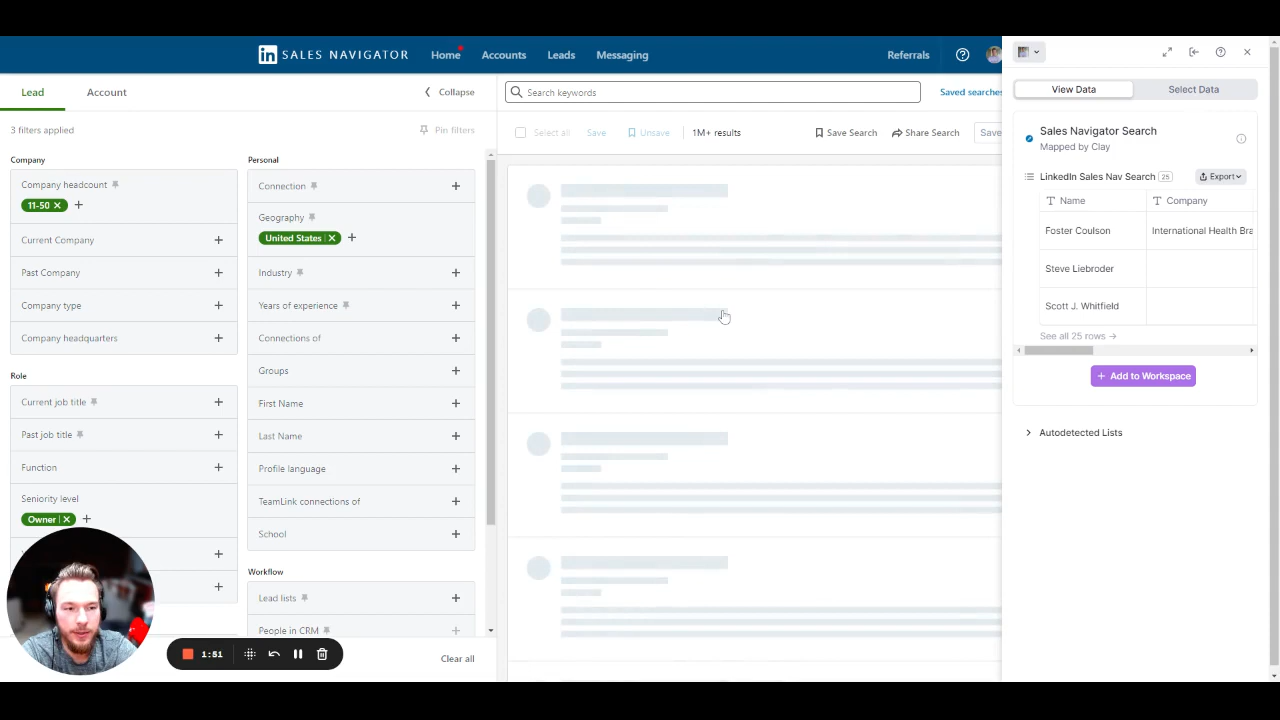 in SALES NAVIGATOR
Home
Accounts
Leads
Messaging
Referrals
Lead
Account
Collapse
3 filters applied
Pin filters
Company
Company headcount
11-50
Current Company
Past Company
Company type
Company headquarters
Role
Current job title
Past job title
Function
Seniority level
Owner
Personal
Connection
Geography
United States
Industry
Years of experience
Connections of
Groups
First Name
Last Name
Profile language
TeamLink connections of
School
Workflow
Lead lists
People in CRM
Clear all
1:51
Search keywords
Saved searches
Select all
Save
Unsave
1M+ results
Save Search
Share Search
Save
View Data
Select Data
Sales Navigator Search
Mapped by Clay
LinkedIn Sales Nav Search 25
Export
Name
Company
Foster Coulson
International Health Bra
Steve Liebroder
Scott J. Whitfield
See all 25 rows →
+ Add to Workspace
Autodetected Lists